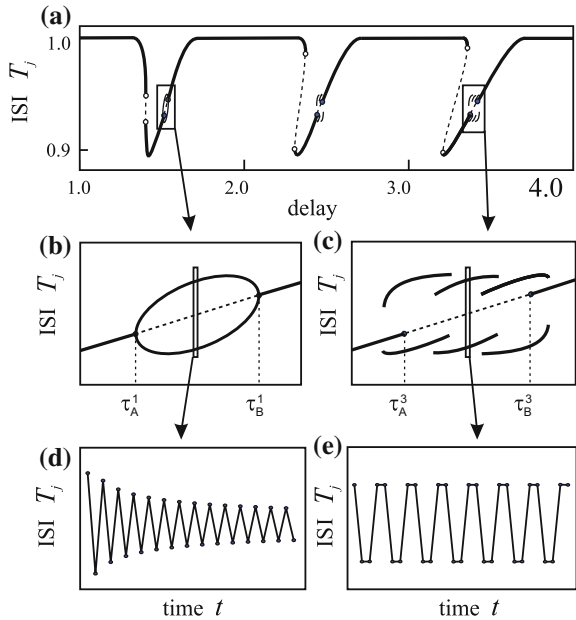 (a)
1.0
ISI T_j
0.9
1.0 2.0 3.0 4.0
delay
(b) (c)
ISI T_j ISI T_j
τ_A^1 τ_B^1 τ_A^3 τ_B^3
(d) (e)
ISI T_j ISI T_j
time t time t